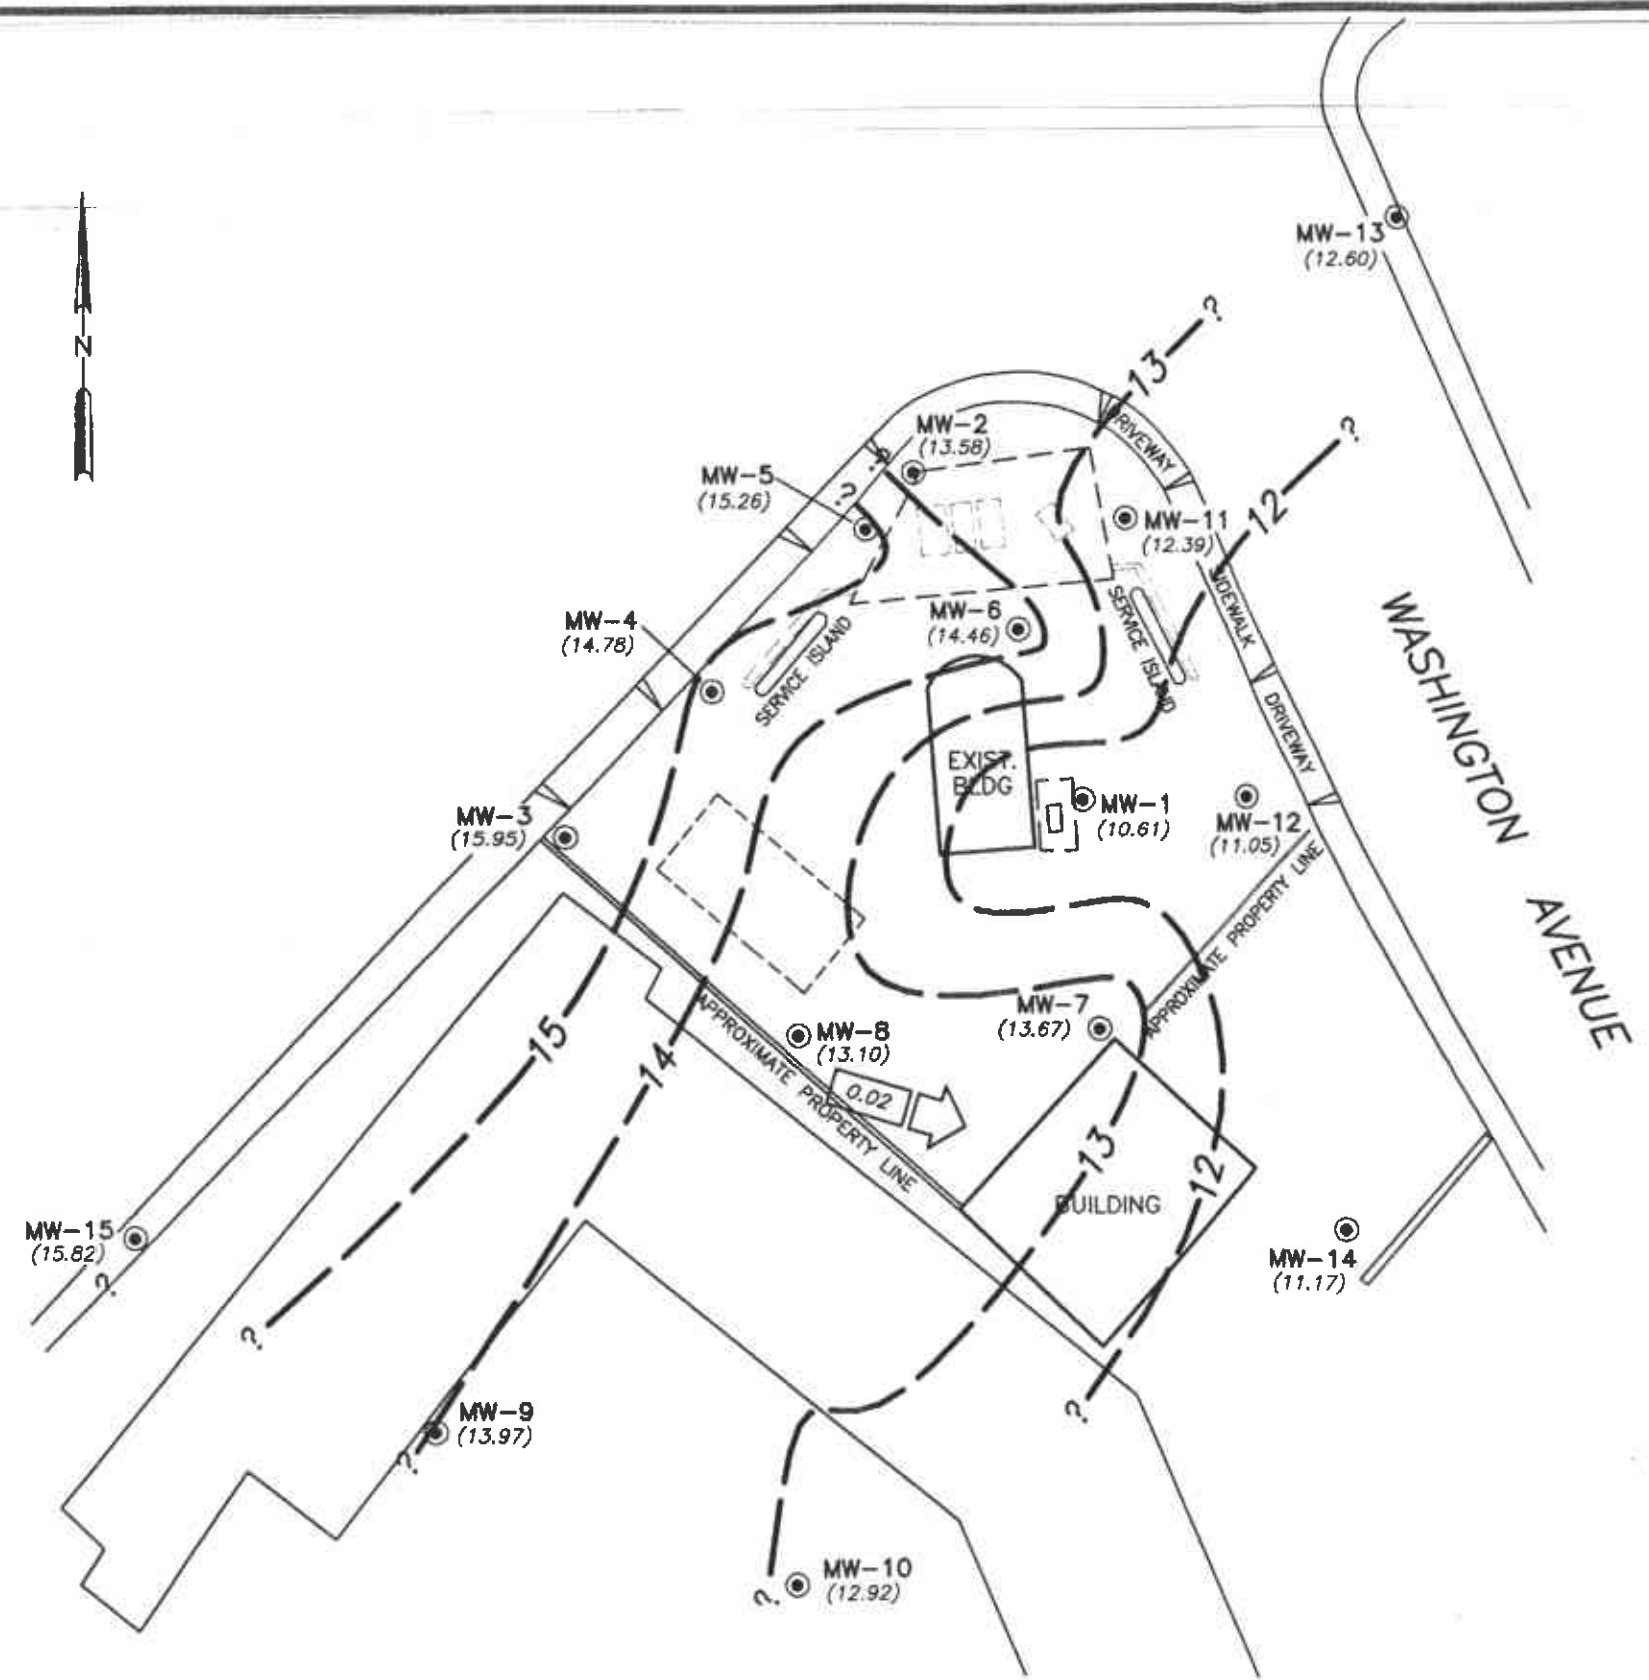 N
MW-13
(12.60)
?
13
?
MW-2
(13.58)
DRIVEWAY
?
MW-5
(15.26)
?
12
MW-11
(12.39)
SIDEWALK
MW-6
(14.46)
SERVICE ISLAND
MW-4
(14.78)
SERVICE ISLAND
WASHINGTON AVENUE
DRIVEWAY
EXIST.
BLDG
MW-1
(10.61)
MW-3
(15.95)
MW-12
(11.05)
APPROXIMATE PROPERTY LINE
MW-7
(13.67)
MW-8
(13.10)
15
14
APPROXIMATE PROPERTY LINE
0.02
13
12
BUILDING
MW-15
(15.82)
?
MW-14
(11.17)
?
?
MW-9
(13.97)
?
MW-10
(12.92)
?